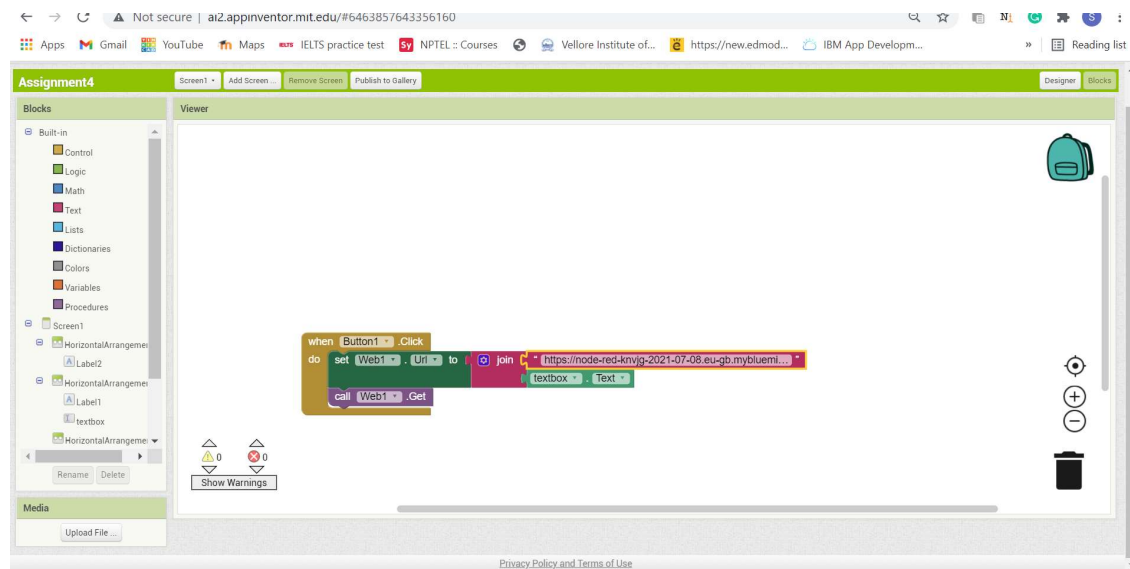 Not secure | ai2.appinventor.mit.edu/#6463857643356160
Apps Gmail YouTube Maps IELTS practice test Sy NPTEL :: Courses Vellore Institute of... ë https://new.edmod... IBM App Developm... » Reading list
Assignment4 Screen1 Add Screen ... Remove Screen Publish to Gallery Designer Blocks
Blocks Viewer
Built-in
Control
Logic
Math
Text
Lists
Dictionaries
Colors
Variables
Procedures
Screen1
HorizontalArrangemen
Label2
HorizontalArrangemen
Label1
textbox
HorizontalArrangemen
Rename Delete
when Button1 .Click
do set Web1 . Url to join " https://node-red-knvjg-2021-07-08.eu-gb.mybluemi... "
textbox . Text
call Web1 .Get
0 0
Show Warnings
Media
Upload File ...
Privacy Policy and Terms of Use